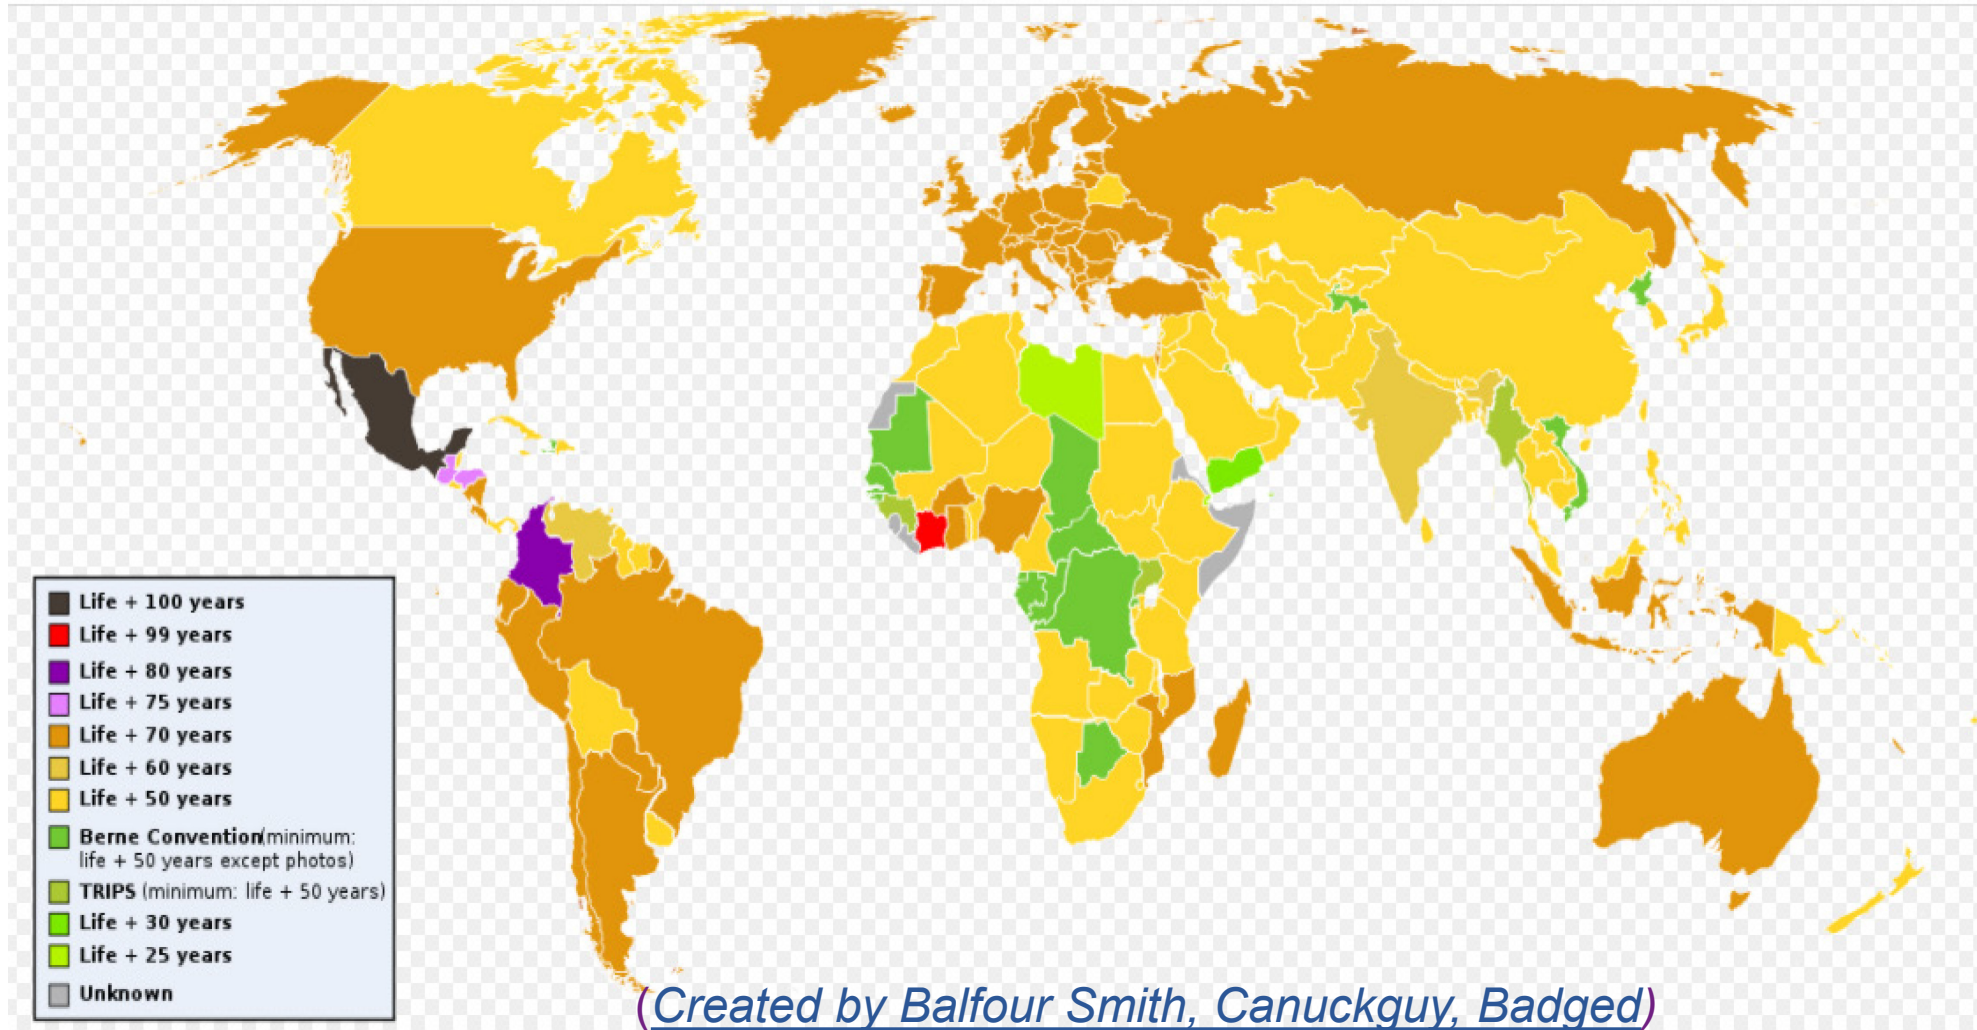 Life + 100 years
Life + 99 years
Life + 80 years
Life + 75 years
Life + 70 years
Life + 60 years
Life + 50 years
Berne Convention(minimum:
life + 50 years except photos)
TRIPS (minimum: life + 50 years)
Life + 30 years
Life + 25 years
Unknown
(Created by Balfour Smith, Canuckguy, Badged)